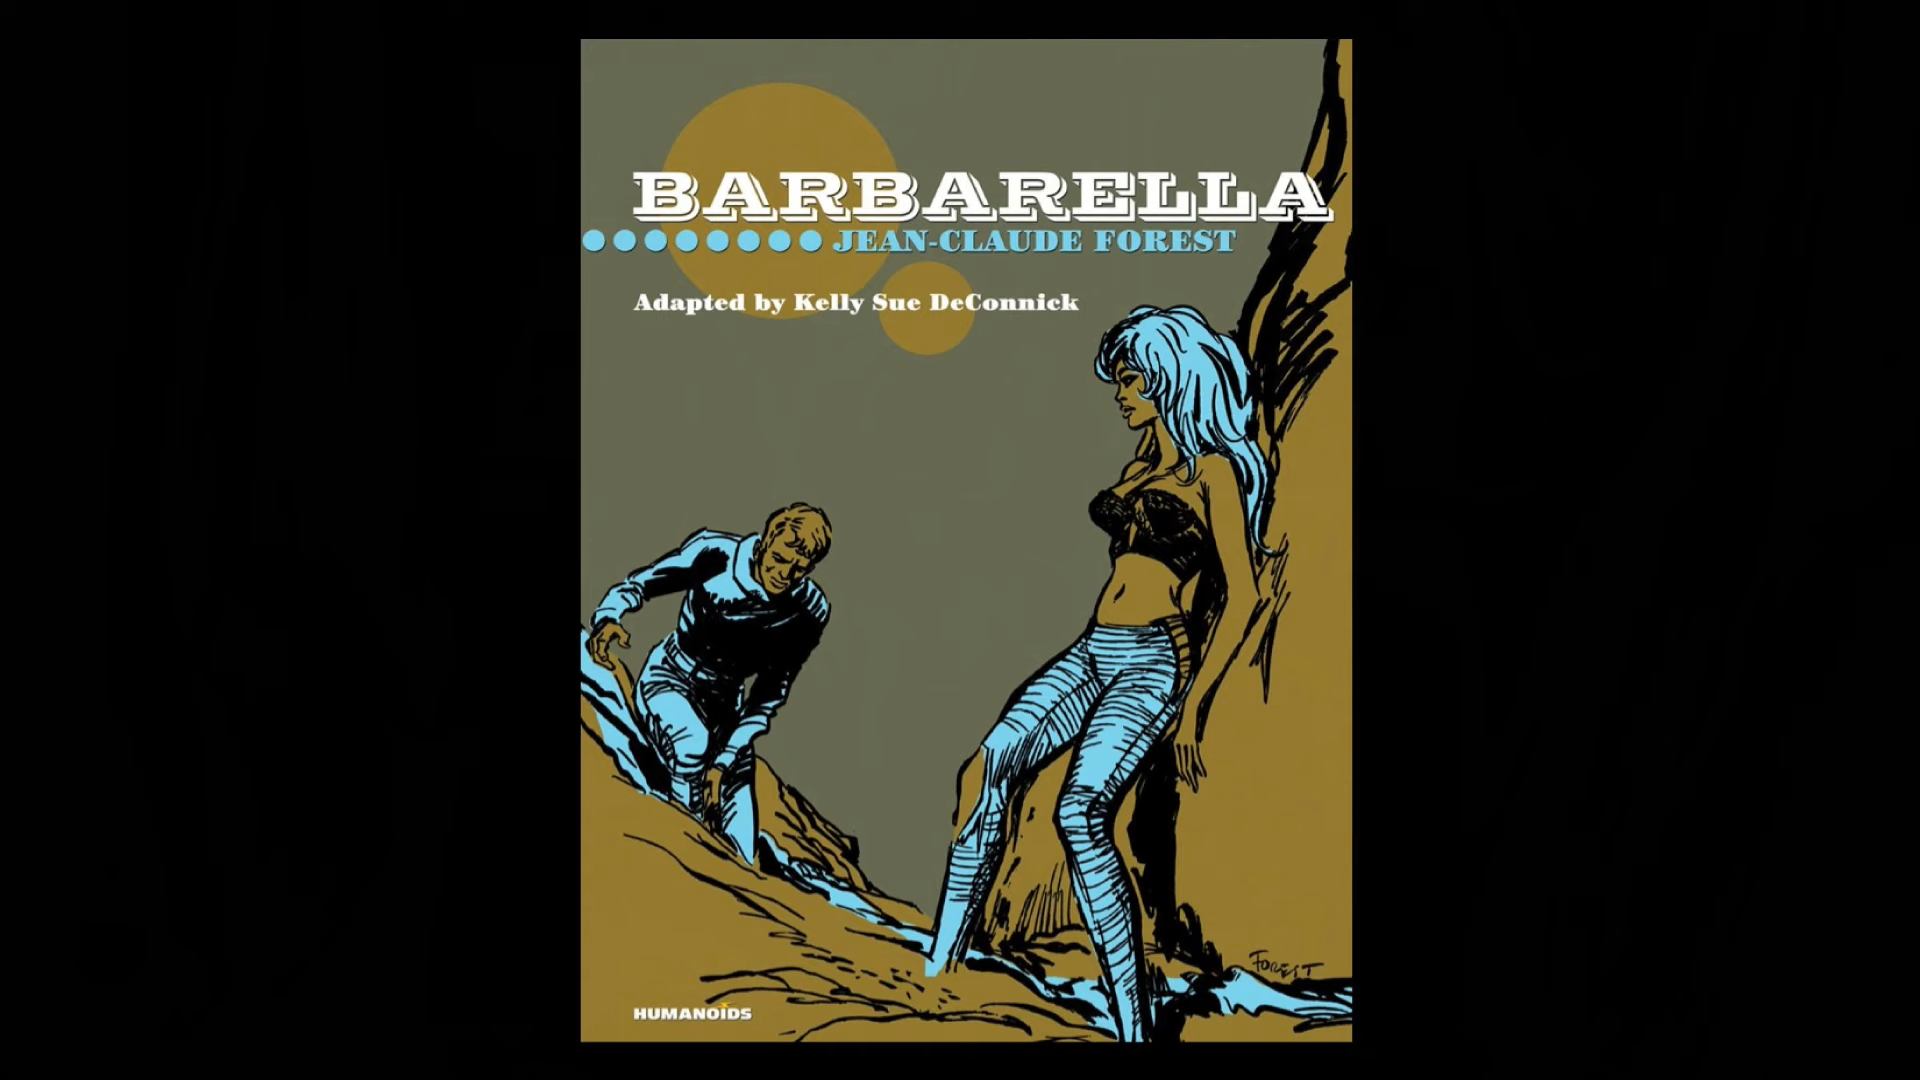 BARBARELLA
JEAN-CLAUDE FOREST
Adapted by Kelly Sue DeConnick
FOREST
HUMANOIDS